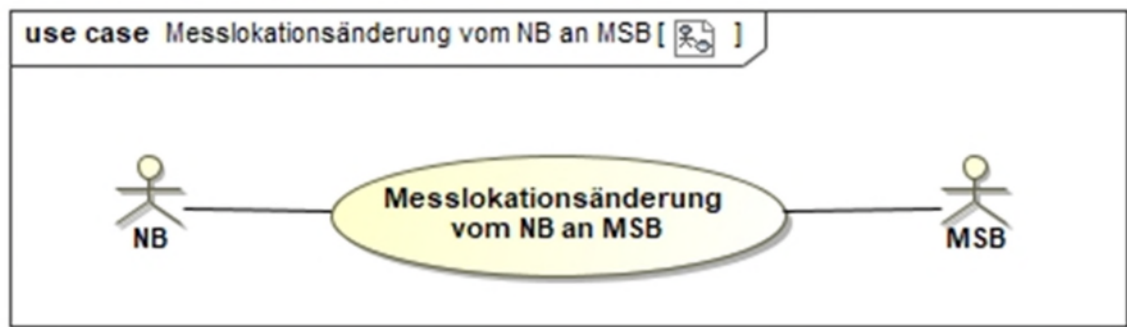 use case Messlokationsänderung vom NB an MSB [ ]
Messlokationsänderung
vom NB an MSB
NB
MSB